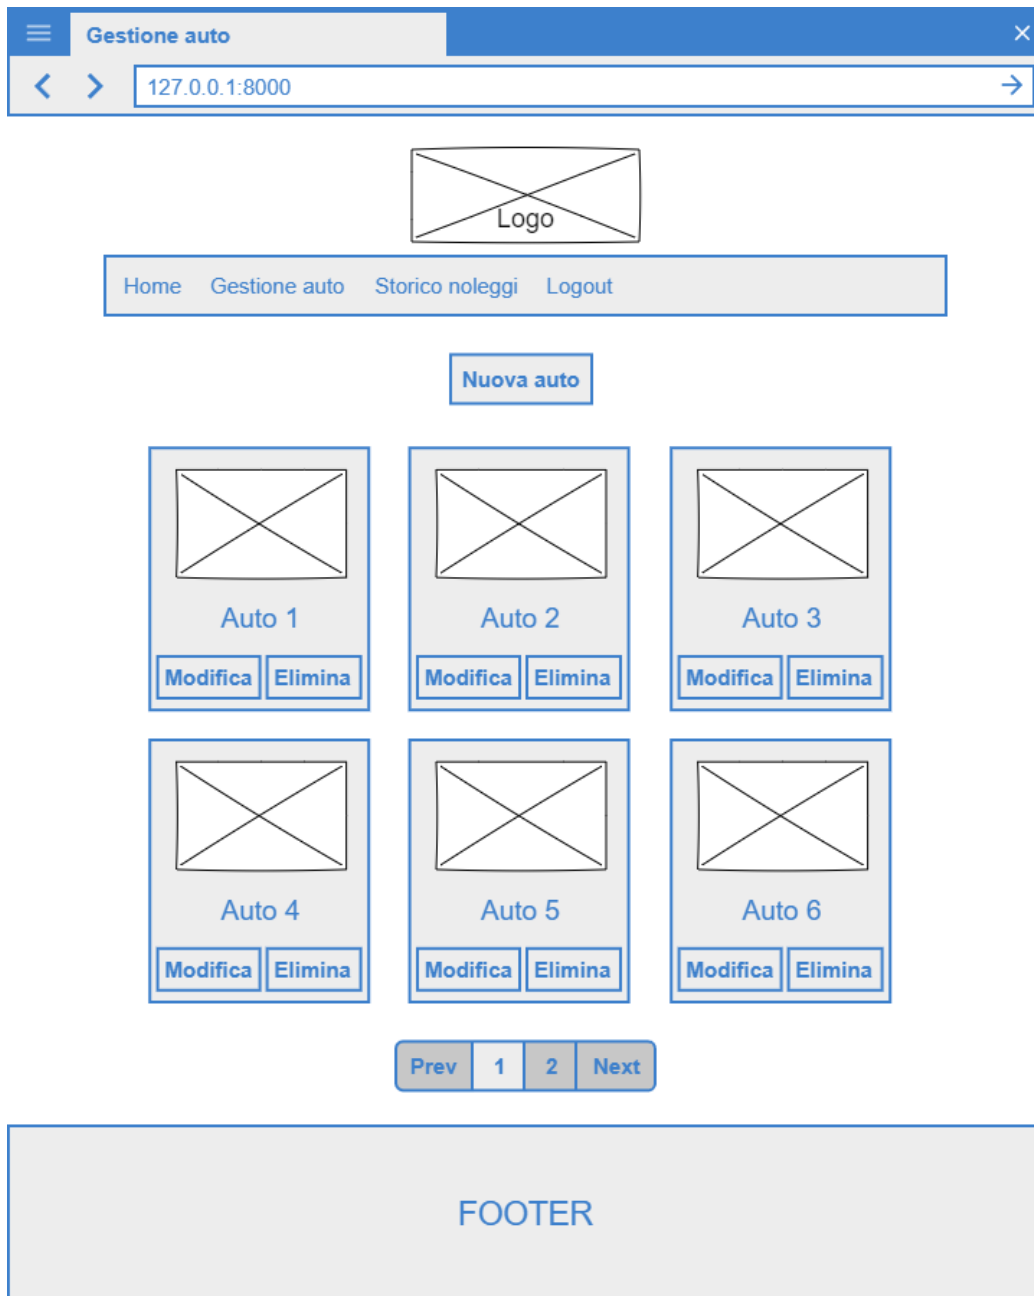 Gestione auto
127.0.0.1:8000
Logo
Home Gestione auto Storico noleggi Logout
Nuova auto
Auto 1 Auto 2 Auto 3
Modifica Elimina Modifica Elimina Modifica Elimina
Auto 4 Auto 5 Auto 6
Modifica Elimina Modifica Elimina Modifica Elimina
Prev 1 2 Next
FOOTER